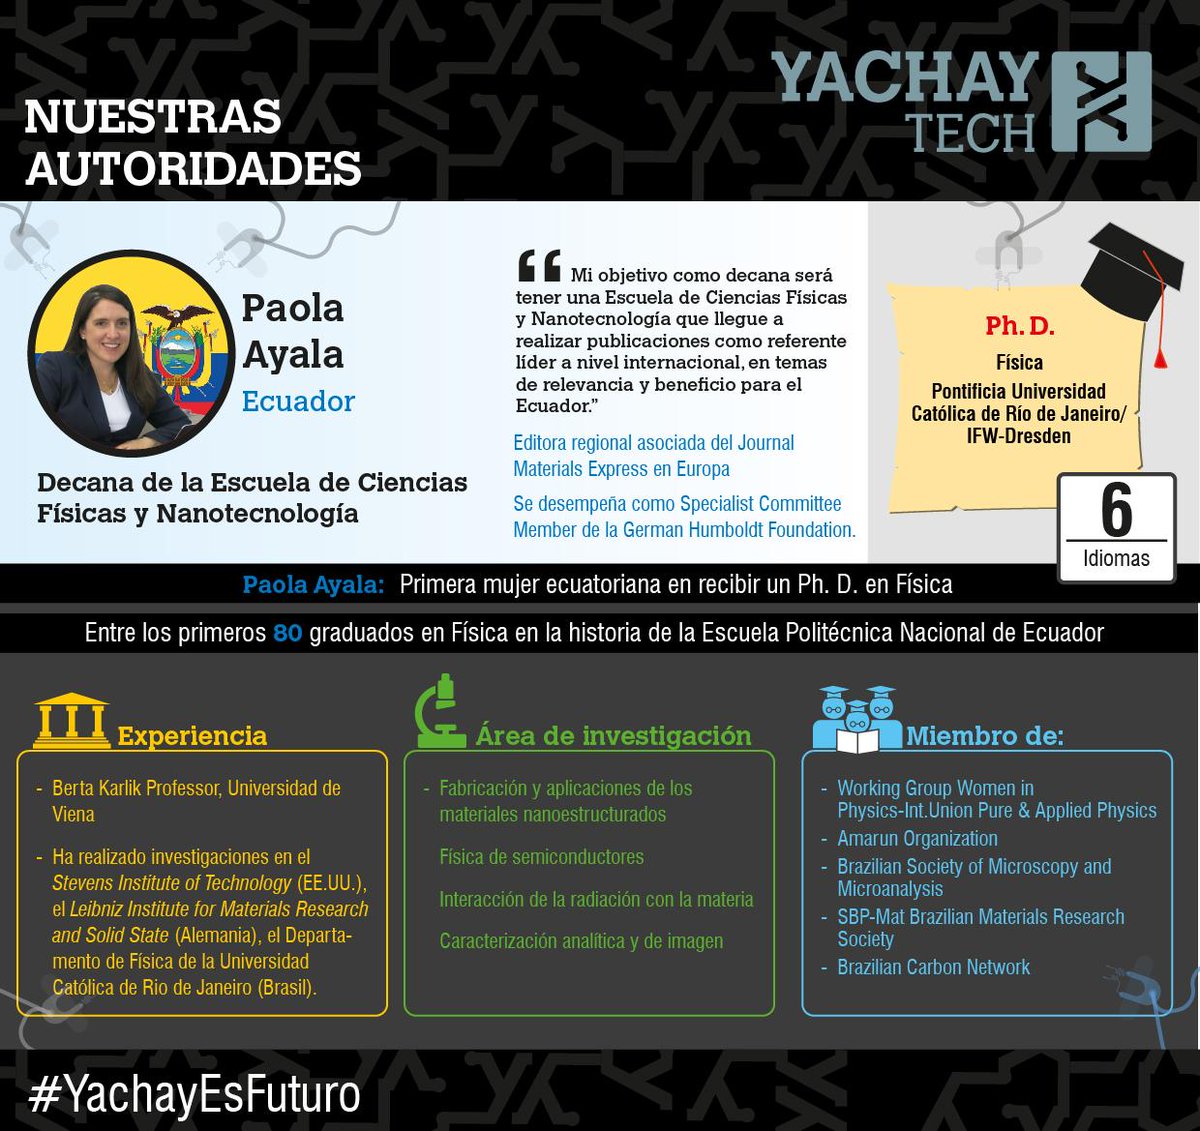 NUESTRAS
AUTORIDADES
YACHAY
TECH
Paola
Ayala
Ecuador
Decana de la Escuela de Ciencias
Físicas y Nanotecnología
“ Mi objetivo como decana será
tener una Escuela de Ciencias Físicas
y Nanotecnología que llegue a
realizar publicaciones como referente
líder a nivel internacional, en temas
de relevancia y beneficio para el
Ecuador.”
Editora regional asociada del Journal
Materials Express en Europa
Se desempeña como Specialist Committee
Member de la German Humboldt Foundation.
Ph. D.
Física
Pontificia Universidad
Católica de Río de Janeiro/
IFW-Dresden
6
Idiomas
Paola Ayala: Primera mujer ecuatoriana en recibir un Ph. D. en Física
Entre los primeros 80 graduados en Física en la historia de la Escuela Politécnica Nacional de Ecuador
Experiencia
- Berta Karlik Professor, Universidad de
Viena
- Ha realizado investigaciones en el
Stevens Institute of Technology (EE.UU.),
el Leibniz Institute for Materials Research
and Solid State (Alemania), el Departa-
mento de Física de la Universidad
Católica de Rio de Janeiro (Brasil).
Área de investigación
- Fabricación y aplicaciones de los
materiales nanoestructurados
Física de semiconductores
Interacción de la radiación con la materia
Caracterización analítica y de imagen
Miembro de:
- Working Group Women in
Physics-Int.Union Pure & Applied Physics
- Amarun Organization
- Brazilian Society of Microscopy and
Microanalysis
- SBP-Mat Brazilian Materials Research
Society
- Brazilian Carbon Network
#YachayEsFuturo